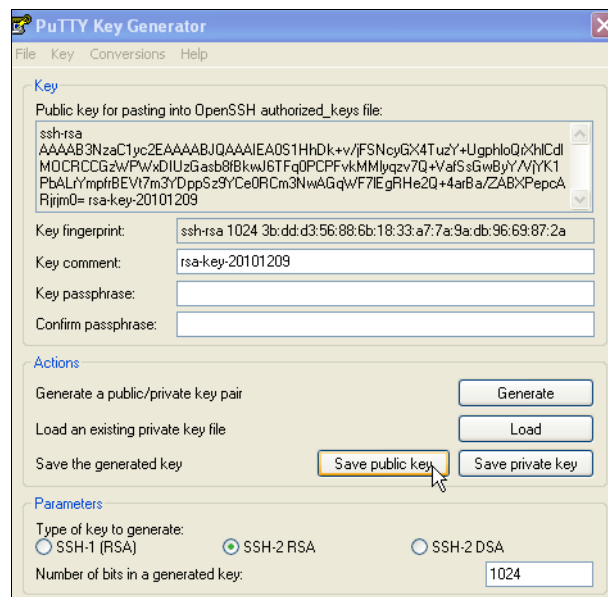 PuTTY Key Generator
File Key Conversions Help
Key
Public key for pasting into OpenSSH authorized_keys file:
ssh-rsa
AAAAB3NzaC1yc2EAAAABJQAAAIEA0S1HhDk+v/jFSNcyGX4TuzY+UgphloQrXhlCdl
MOCRCCGzWPWxDIUzGasb8fBkwJ6TFq0PCPFvkMMlyqzv7Q+VafSsGwByY/VjYK1
PbALrYmpfrBEVt7m3YDppSz9YCe0RCm3NwAGqWF7lEgRHe2Q+4arBa/ZABXPepcA
Rjrjm0= rsa-key-20101209
Key fingerprint: ssh-rsa 1024 3b:dd:d3:56:88:6b:18:33:a7:7a:9a:db:96:69:87:2a
Key comment: rsa-key-20101209
Key passphrase:
Confirm passphrase:
Actions
Generate a public/private key pair Generate
Load an existing private key file Load
Save the generated key Save public key Save private key
Parameters
Type of key to generate:
SSH-1 (RSA) SSH-2 RSA SSH-2 DSA
Number of bits in a generated key: 1024